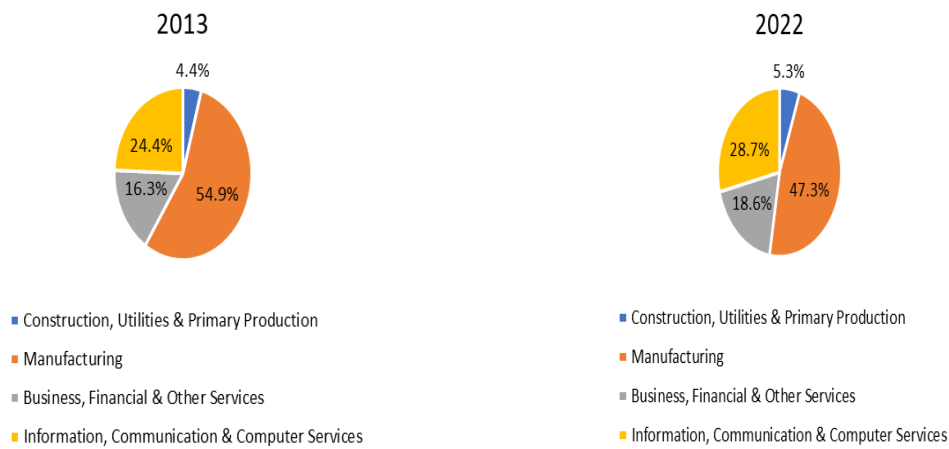 2013
4.4%
24.4%
16.3%
54.9%
Construction, Utilities & Primary Production
Manufacturing
Business, Financial & Other Services
Information, Communication & Computer Services
2022
5.3%
28.7%
18.6%
47.3%
Construction, Utilities & Primary Production
Manufacturing
Business, Financial & Other Services
Information, Communication & Computer Services